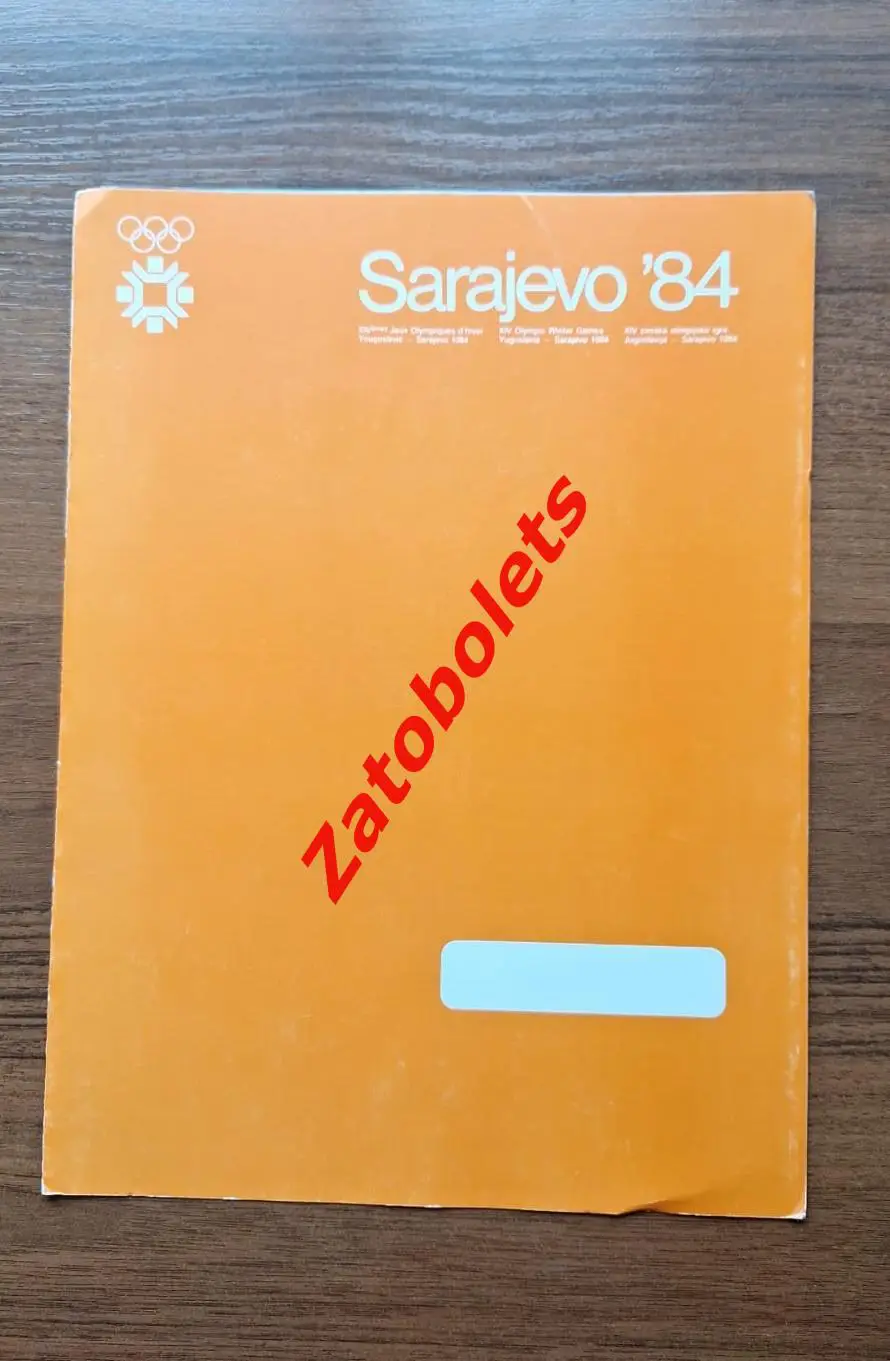 Sarajevo '84
XIVèmes Jeux Olympiques d'hiver XIV Olympic Winter Games XIV zimske olimpijske igre
Yougoslavie - Sarajevo 1984 Yugoslavia - Sarajevo 1984 Jugoslavija - Sarajevo 1984
Zatobolets